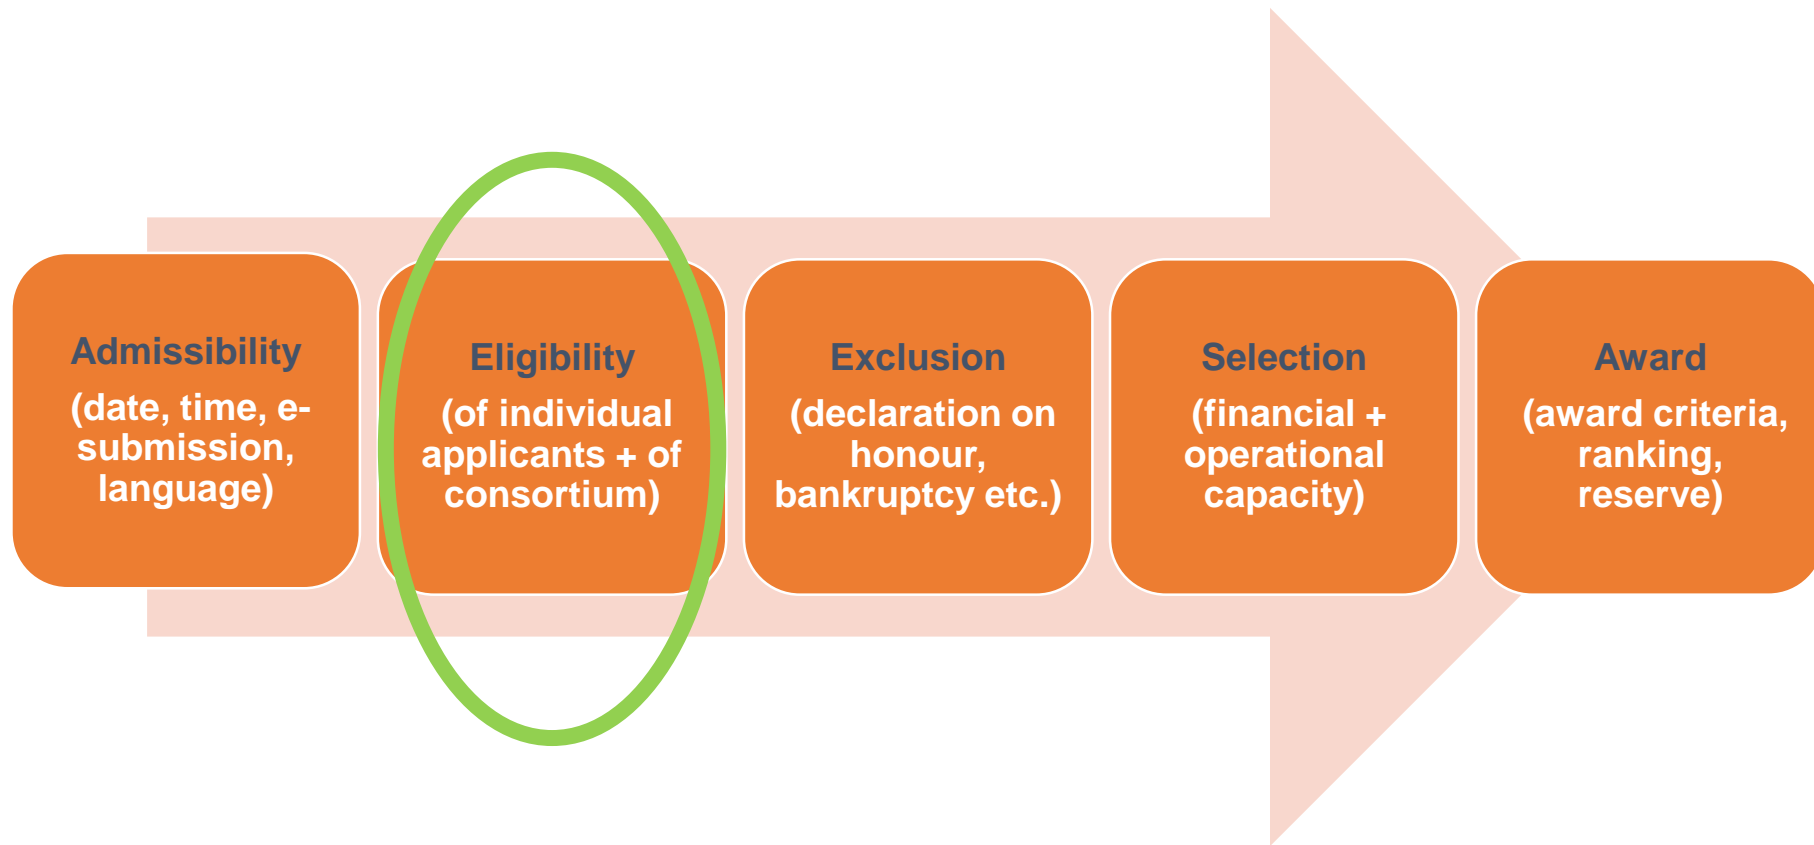 Admissibility
(date, time, e-
submission,
language)
Eligibility
(of individual
applicants + of
consortium)
Exclusion
(declaration on
honour,
bankruptcy etc.)
Selection
(financial +
operational
capacity)
Award
(award criteria,
ranking,
reserve)